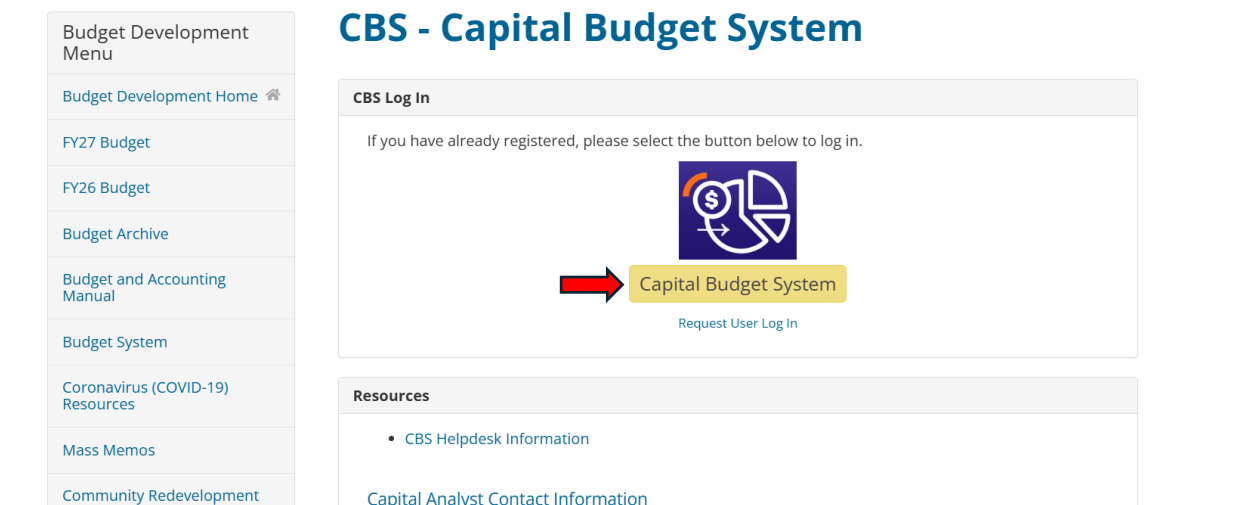 Budget Development
Menu
Budget Development Home
FY27 Budget
FY26 Budget
Budget Archive
Budget and Accounting
Manual
Budget System
Coronavirus (COVID-19)
Resources
Mass Memos
Community Redevelopment
CBS - Capital Budget System
CBS Log In
If you have already registered, please select the button below to log in.
$
Capital Budget System
Request User Log In
Resources
• CBS Helpdesk Information
Capital Analyst Contact Information